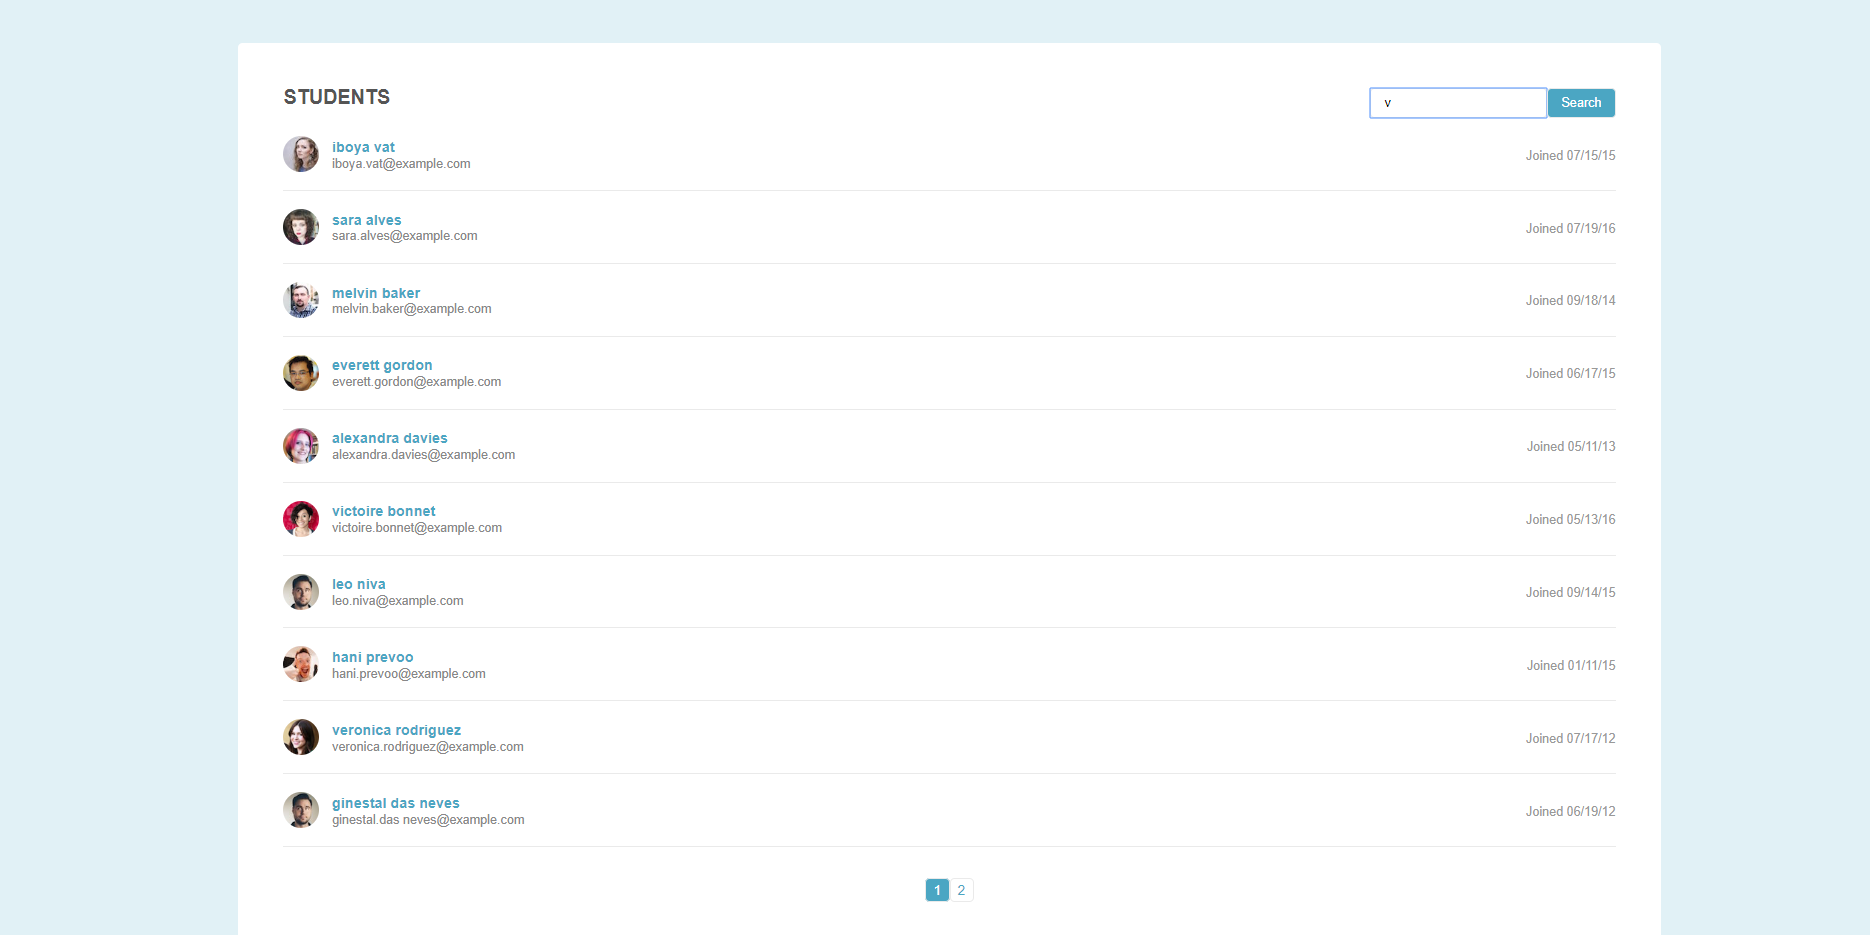 STUDENTS
v
Search
iboya vat
iboya.vat@example.com
Joined 07/15/15
sara alves
sara.alves@example.com
Joined 07/19/16
melvin baker
melvin.baker@example.com
Joined 09/18/14
everett gordon
everett.gordon@example.com
Joined 06/17/15
alexandra davies
alexandra.davies@example.com
Joined 05/11/13
victoire bonnet
victoire.bonnet@example.com
Joined 05/13/16
leo niva
leo.niva@example.com
Joined 09/14/15
hani prevoo
hani.prevoo@example.com
Joined 01/11/15
veronica rodriguez
veronica.rodriguez@example.com
Joined 07/17/12
ginestal das neves
ginestal.das neves@example.com
Joined 06/19/12
1 2